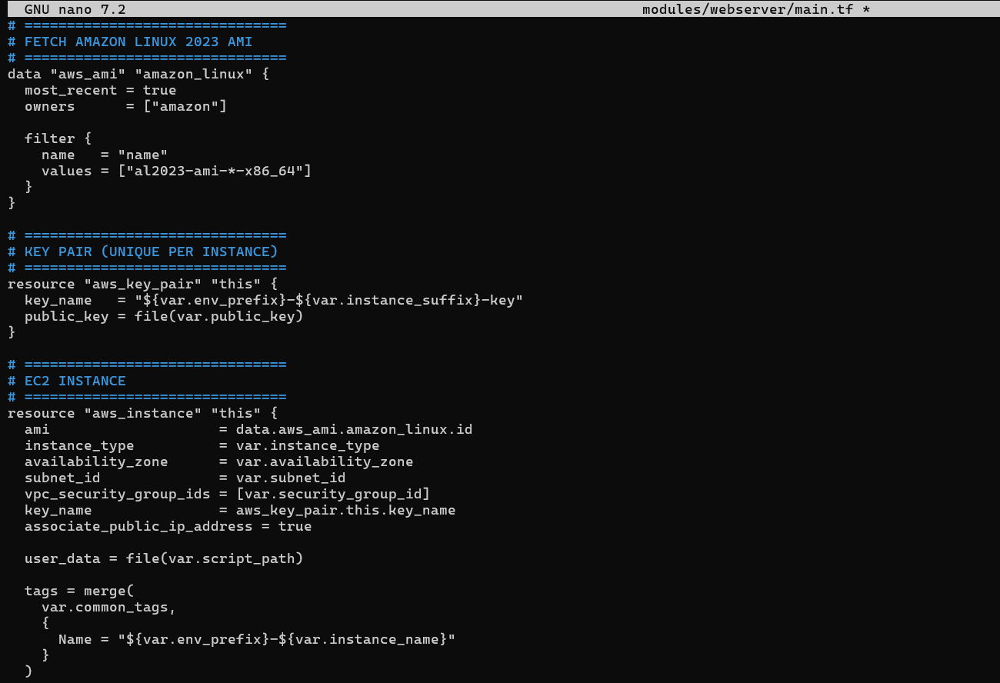 GNU nano 7.2 modules/webserver/main.tf *
# ===============================
# FETCH AMAZON LINUX 2023 AMI
# ===============================
data "aws_ami" "amazon_linux" {
  most_recent = true
  owners      = ["amazon"]

  filter {
    name   = "name"
    values = ["al2023-ami-*-x86_64"]
  }
}

# ===============================
# KEY PAIR (UNIQUE PER INSTANCE)
# ===============================
resource "aws_key_pair" "this" {
  key_name   = "${var.env_prefix}-${var.instance_suffix}-key"
  public_key = file(var.public_key)
}

# ===============================
# EC2 INSTANCE
# ===============================
resource "aws_instance" "this" {
  ami                    = data.aws_ami.amazon_linux.id
  instance_type          = var.instance_type
  availability_zone      = var.availability_zone
  subnet_id              = var.subnet_id
  vpc_security_group_ids = [var.security_group_id]
  key_name               = aws_key_pair.this.key_name
  associate_public_ip_address = true

  user_data = file(var.script_path)

  tags = merge(
    var.common_tags,
    {
      Name = "${var.env_prefix}-${var.instance_name}"
    }
  )